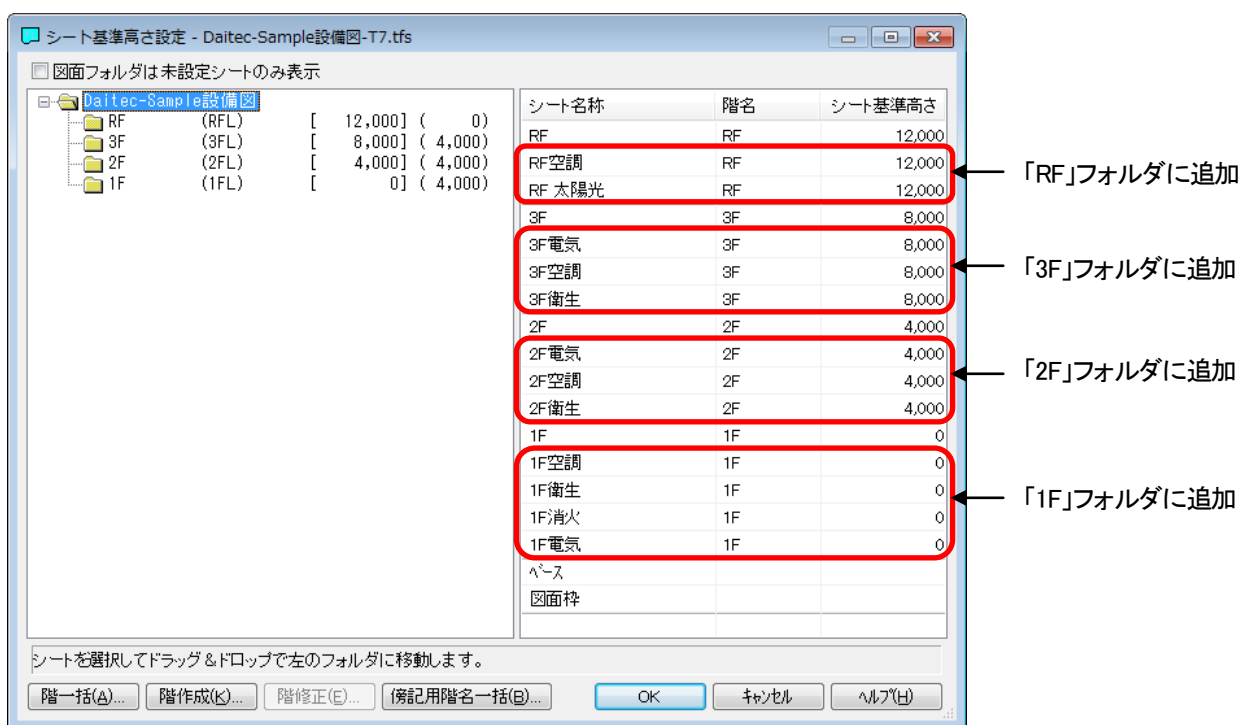 シート基準高さ設定 - Daitec-Sample設備図-T7.tfs
図面フォルダは未設定シートのみ表示
Daitec-Sample設備図
RF (RFL) [ 12,000] ( 0)
3F (3FL) [ 8,000] ( 4,000)
2F (2FL) [ 4,000] ( 4,000)
1F (1FL) [ 0] ( 4,000)
シート名称 階名 シート基準高さ
RF RF 12,000
RF空調 RF 12,000
RF 太陽光 RF 12,000
「RF」フォルダに追加
3F 3F 8,000
3F電気 3F 8,000
3F空調 3F 8,000
3F衛生 3F 8,000
「3F」フォルダに追加
2F 2F 4,000
2F電気 2F 4,000
2F空調 2F 4,000
2F衛生 2F 4,000
「2F」フォルダに追加
1F 1F 0
1F空調 1F 0
1F衛生 1F 0
1F消火 1F 0
1F電気 1F 0
「1F」フォルダに追加
ﾍﾞｰｽ
図面枠
シートを選択してドラッグ＆ドロップで左のフォルダに移動します。
階一括(A)... 階作成(K)... 階修正(E)... 傍記用階名一括(B)... OK ｷｬﾝｾﾙ ﾍﾙﾌﾟ(H)